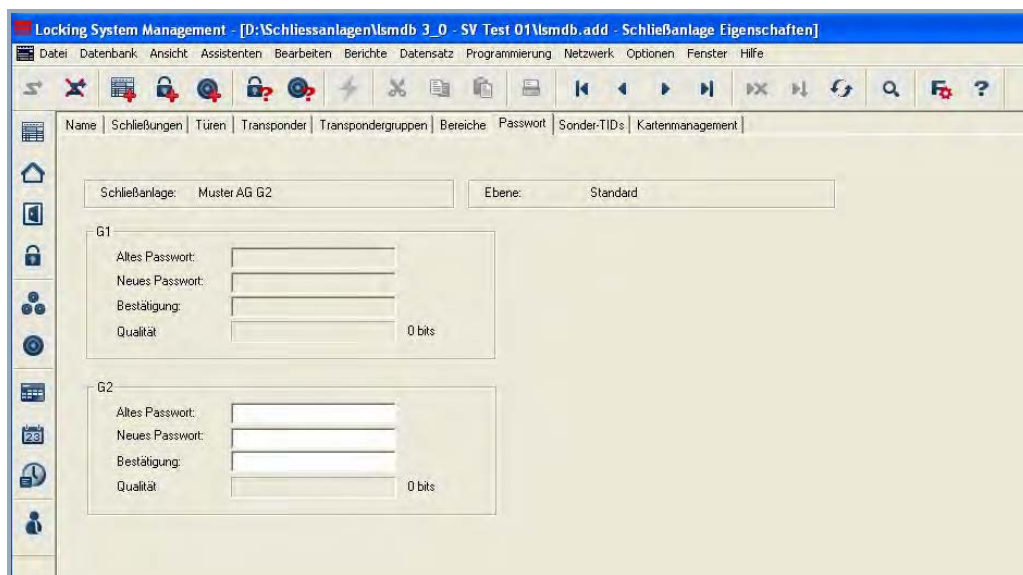 Locking System Management - [D:\Schliessanlagen\lsmdb 3_0 - SV Test 01\lsmdb.add - Schließanlage Eigenschaften]
Datei Datenbank Ansicht Assistenten Bearbeiten Berichte Datensatz Programmierung Netzwerk Optionen Fenster Hilfe
Name Schließungen Türen Transponder Transpondergruppen Bereiche Passwort Sonder-TIDs Kartenmanagement
Schließanlage: Muster AG G2 Ebene: Standard
G1
Altes Passwort:
Neues Passwort:
Bestätigung:
Qualität 0 bits
G2
Altes Passwort:
Neues Passwort:
Bestätigung:
Qualität 0 bits